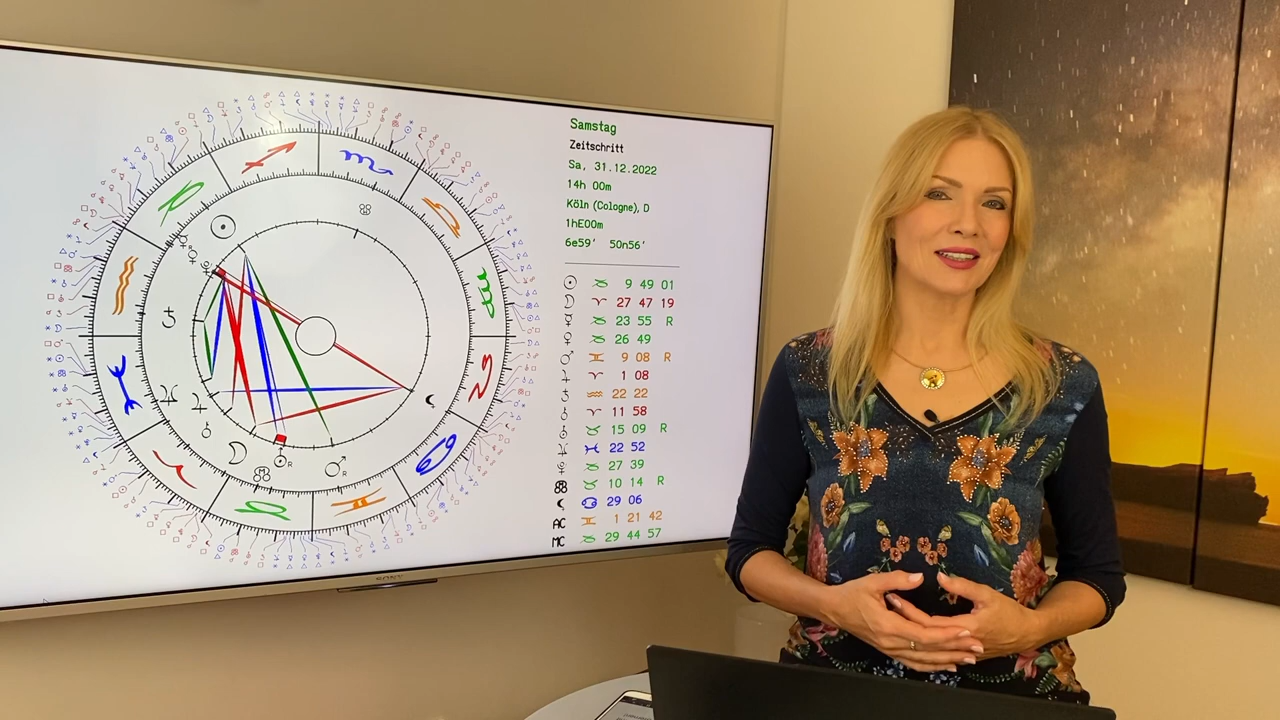 Samstag
Zeitschritt
Sa, 31.12.2022
14h 00m
Köln (Cologne), D
1hE00m
6e59' 50n56'
☉ ♑ 9 49 01
☽ ♈ 27 47 19
☿ ♑ 23 55 R
♀ ♑ 26 49
♂ ♊ 9 08 R
♃ ♈ 1 08
♄ ♒ 22 22
⚷ ♈ 11 58
♅ ♉ 15 09 R
♆ ♓ 22 52
♇ ♑ 27 39
☊ ♉ 10 14 R
⚸ ♋ 29 06
AC ♊ 1 21 42
MC ♑ 29 44 57
SONY